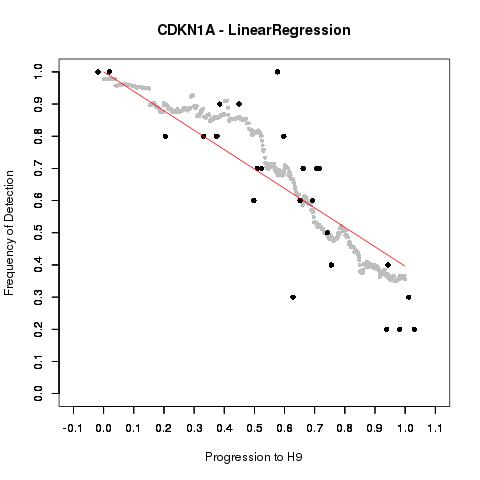 CDKN1A - LinearRegression
Frequency of Detection
1.0
0.9
0.8
0.7
0.6
0.5
0.4
0.3
0.2
0.1
0.0
-0.1 0.0 0.1 0.2 0.3 0.4 0.5 0.6 0.7 0.8 0.9 1.0 1.1
Progression to H9